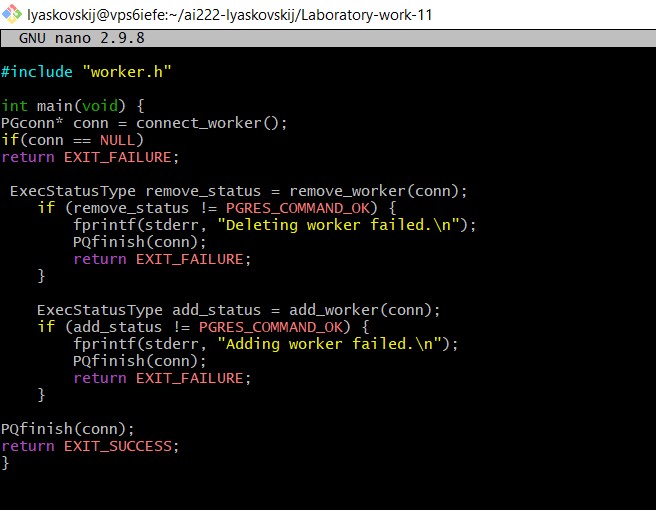 lyaskovskij@vps6iefe:~/ai222-lyaskovskij/Laboratory-work-11
GNU nano 2.9.8
#include "worker.h"
int main(void) {
PGconn* conn = connect_worker();
if(conn == NULL)
return EXIT_FAILURE;
ExecStatusType remove_status = remove_worker(conn);
if (remove_status != PGRES_COMMAND_OK) {
fprintf(stderr, "Deleting worker failed.\n");
PQfinish(conn);
return EXIT_FAILURE;
}
ExecStatusType add_status = add_worker(conn);
if (add_status != PGRES_COMMAND_OK) {
fprintf(stderr, "Adding worker failed.\n");
PQfinish(conn);
return EXIT_FAILURE;
}
PQfinish(conn);
return EXIT_SUCCESS;
}